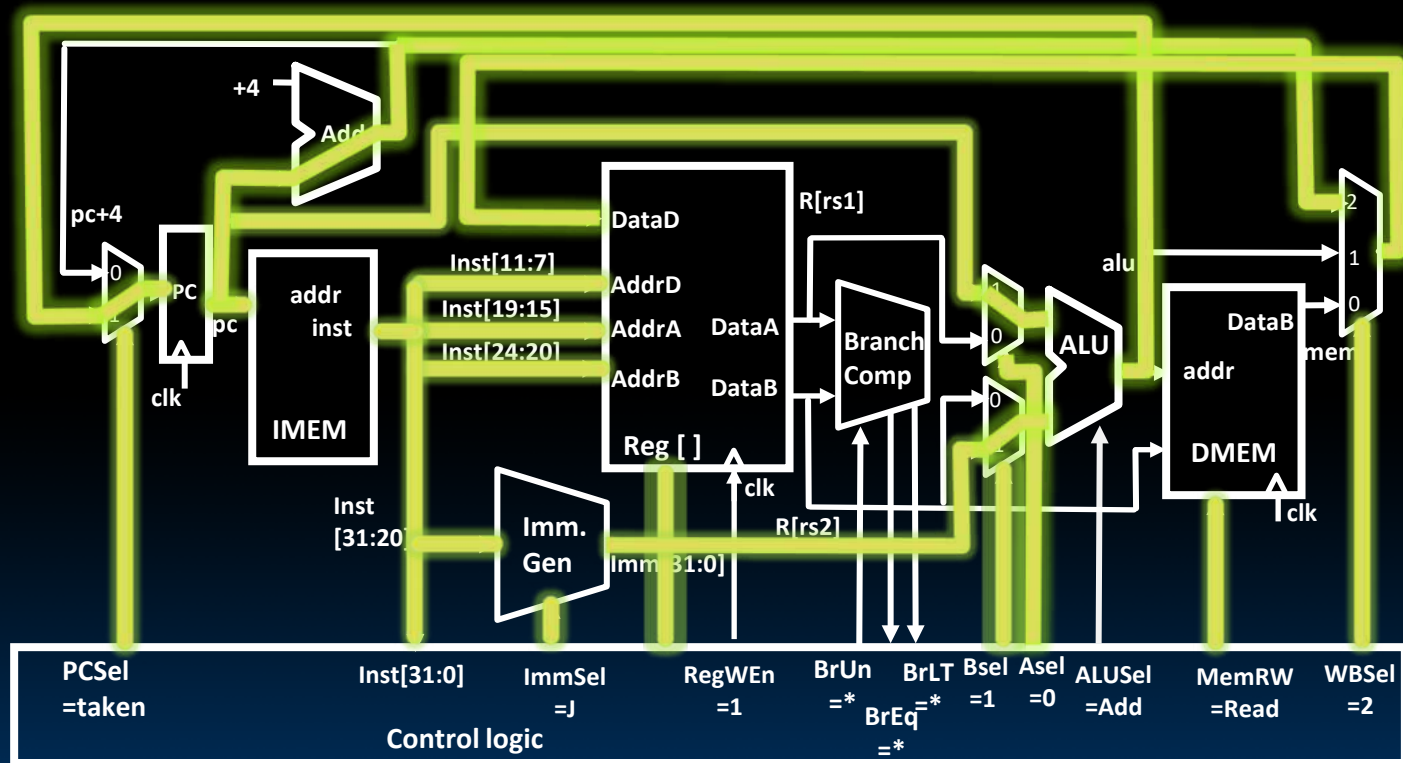 +4
Add
pc+4
0
1
PC
pc
clk
addr
inst
IMEM
Inst[11:7]
Inst[19:15]
Inst[24:20]
DataD
AddrD
AddrA
AddrB
DataA
DataB
Reg [ ]
clk
R[rs1]
R[rs2]
Branch
Comp
1
0
0
1
ALU
alu
addr
DataB
DMEM
clk
mem
2
1
0
Inst
[31:20]
Imm.
Gen
Imm[31:0]
PCSel
=taken
Inst[31:0]
ImmSel
=J
RegWEn
=1
BrUn
=*
BrEq
=*
BrLT
=*
Bsel
=1
Asel
=0
ALUSel
=Add
MemRW
=Read
WBSel
=2
Control logic